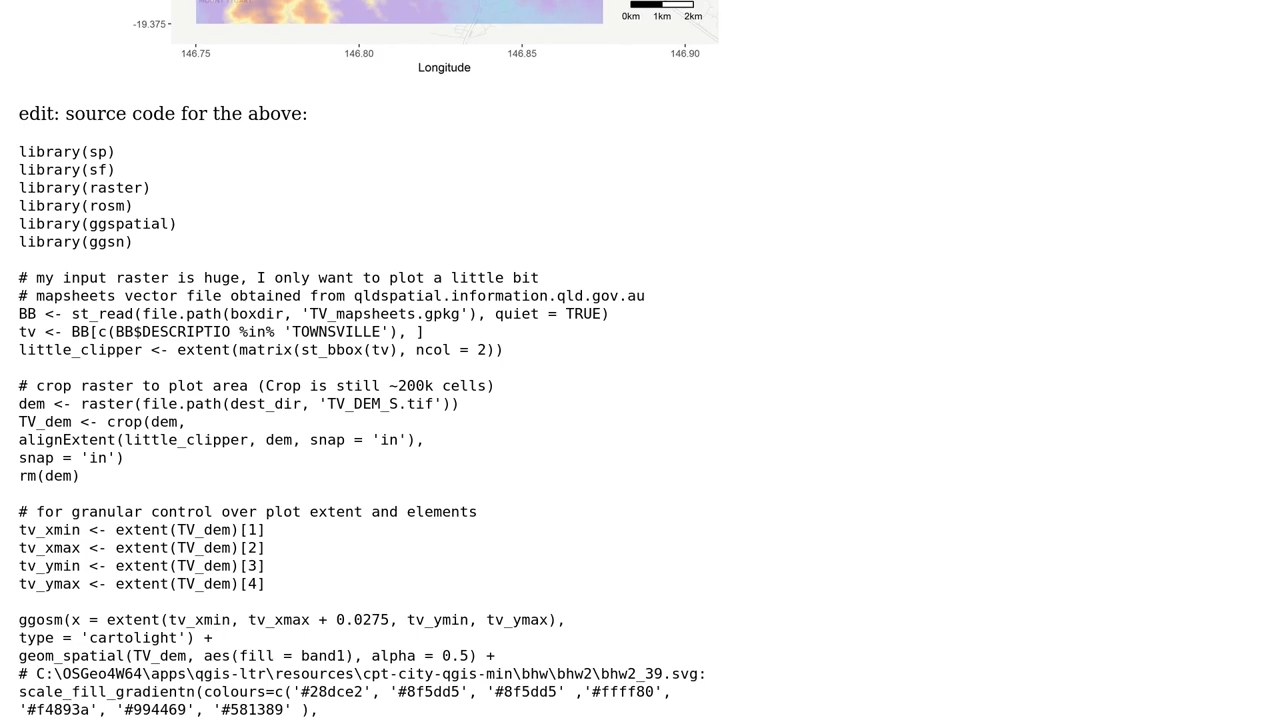 -19.375
0km 1km 2km
146.75 146.80 146.85 146.90
Longitude
edit: source code for the above:
library(sp)
library(sf)
library(raster)
library(rosm)
library(ggspatial)
library(ggsn)
# my input raster is huge, I only want to plot a little bit
# mapsheets vector file obtained from qldspatial.information.qld.gov.au
BB <- st_read(file.path(boxdir, 'TV_mapsheets.gpkg'), quiet = TRUE)
tv <- BB[c(BB$DESCRIPTIO %in% 'TOWNSVILLE'), ]
little_clipper <- extent(matrix(st_bbox(tv), ncol = 2))
# crop raster to plot area (Crop is still ~200k cells)
dem <- raster(file.path(dest_dir, 'TV_DEM_S.tif'))
TV_dem <- crop(dem,
alignExtent(little_clipper, dem, snap = 'in'),
snap = 'in')
rm(dem)
# for granular control over plot extent and elements
tv_xmin <- extent(TV_dem)[1]
tv_xmax <- extent(TV_dem)[2]
tv_ymin <- extent(TV_dem)[3]
tv_ymax <- extent(TV_dem)[4]
ggosm(x = extent(tv_xmin, tv_xmax + 0.0275, tv_ymin, tv_ymax),
type = 'cartolight') +
geom_spatial(TV_dem, aes(fill = band1), alpha = 0.5) +
# C:\OSGeo4W64\apps\qgis-ltr\resources\cpt-city-qgis-min\bhw\bhw2\bhw2_39.svg:
scale_fill_gradientn(colours=c('#28dce2', '#8f5dd5', '#8f5dd5' ,'#ffff80',
'#f4893a', '#994469', '#581389' ),